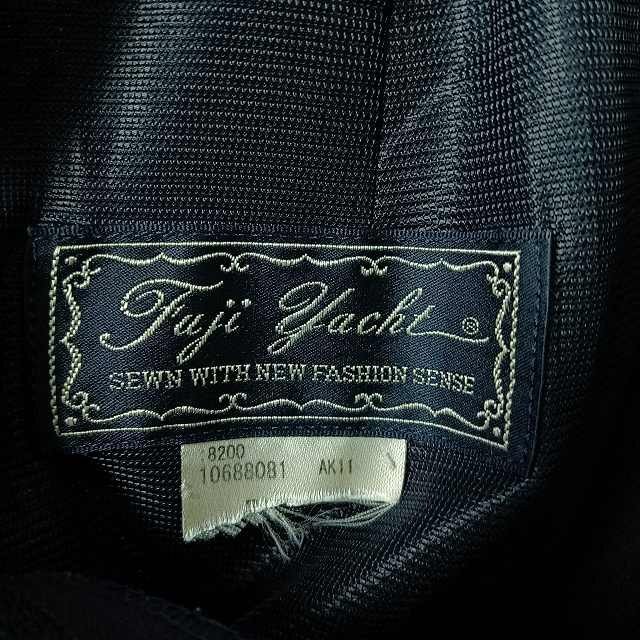 Fuji Yacht ®
SEWN WITH NEW FASHION SENSE
8200
10688081 AK11